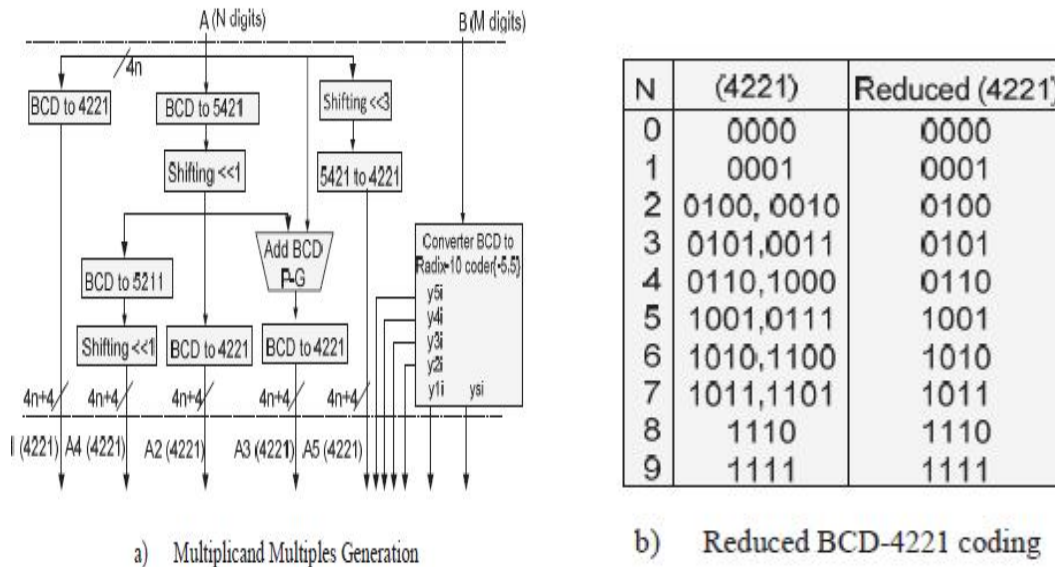 A (N digits)
B (M digits)
4n
BCD to 4221
BCD to 5421
Shifting <<3
Shifting <<1
5421 to 4221
BCD to 5211
Add BCD
P-G
Converter BCD to
Radix-10 coder{-5,5}
y5i
y4i
y3i
y2i
y1i ysi
Shifting <<1
BCD to 4221
BCD to 4221
4n+4 4n+4 4n+4 4n+4 4n+4
(4221) A4 (4221) A2 (4221) A3 (4221) A5 (4221)
a) Multiplicand Multiples Generation
N (4221) Reduced (4221)
0 0000 0000
1 0001 0001
2 0100, 0010 0100
3 0101,0011 0101
4 0110,1000 0110
5 1001,0111 1001
6 1010,1100 1010
7 1011,1101 1011
8 1110 1110
9 1111 1111
b) Reduced BCD-4221 coding